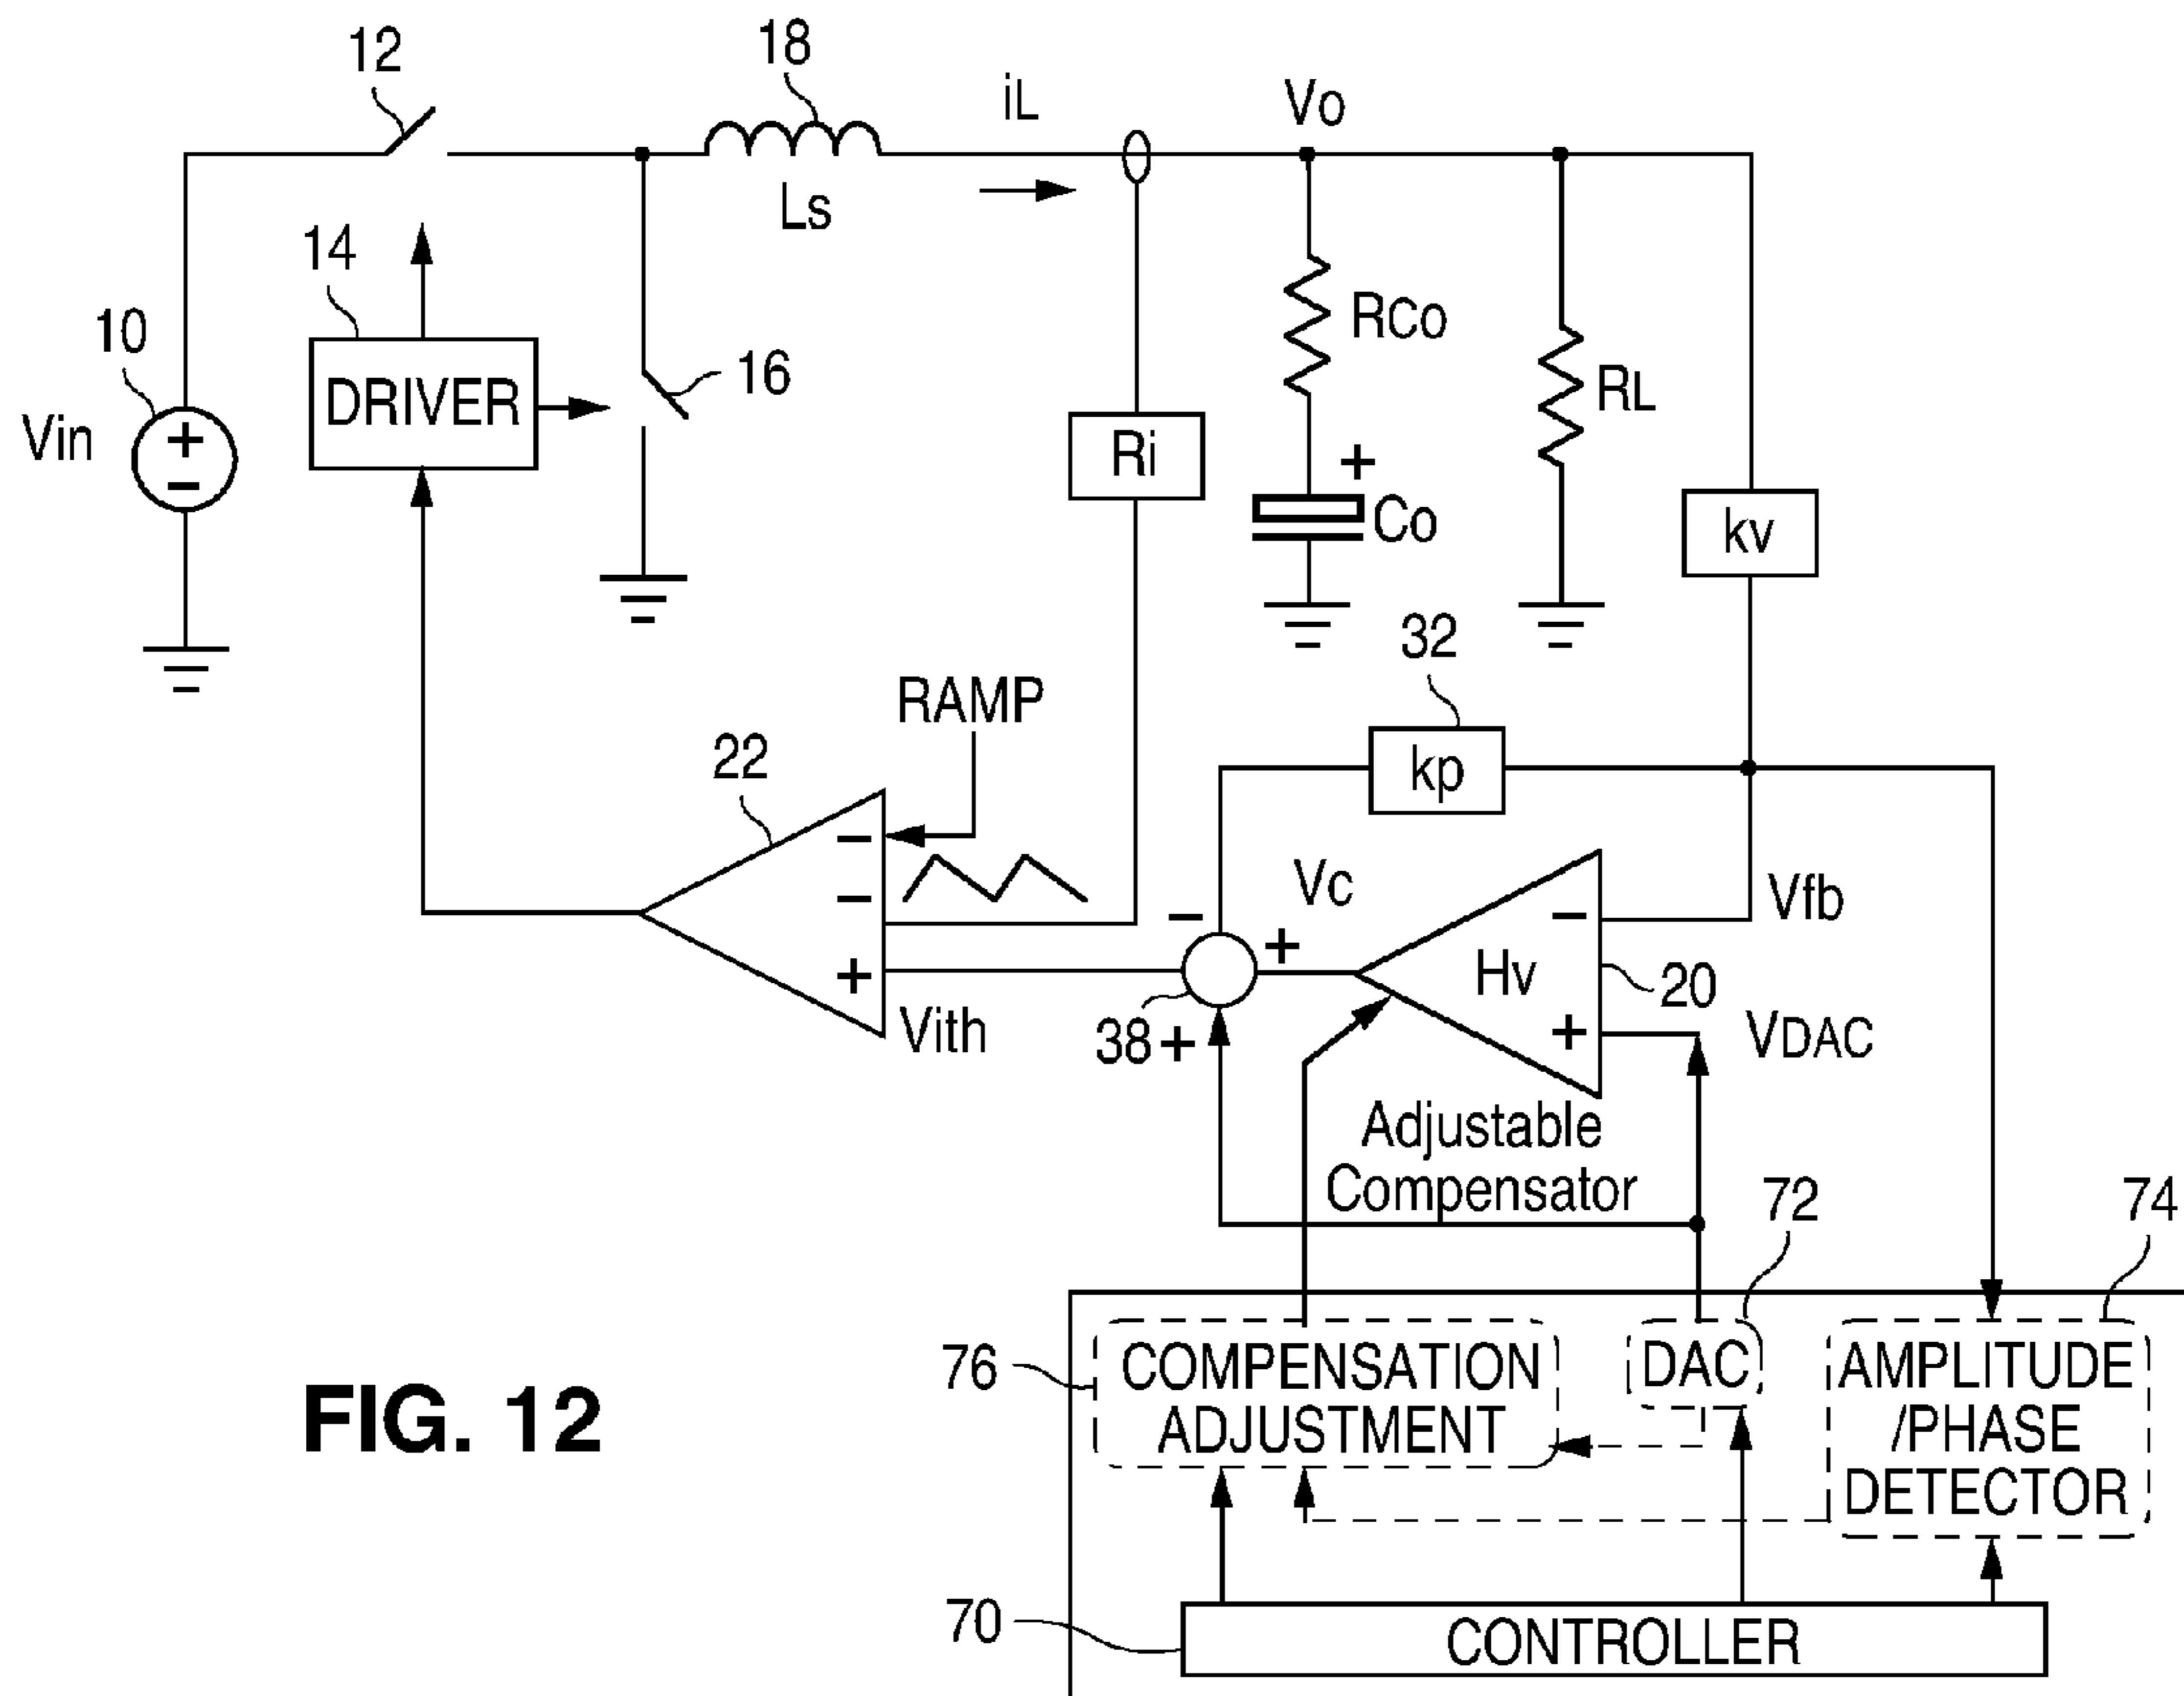 12
18
iL
Vo
Ls
14
10
Vin
+
-
DRIVER
16
Ri
RCo
+
Co
RL
kv
32
kp
RAMP
22
-
-
+
Vith
-
+
Vc
38 +
Hv
-
+
Vfb
20
VDAC
Adjustable
Compensator
72
74
76
COMPENSATION
ADJUSTMENT
DAC
AMPLITUDE
/PHASE
DETECTOR
70
CONTROLLER
FIG. 12